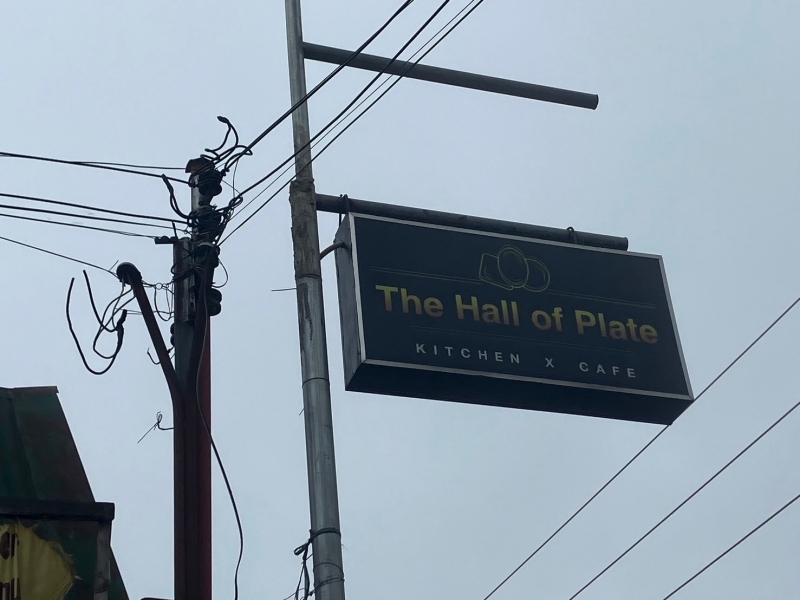 The Hall of Plate
KITCHEN X CAFE